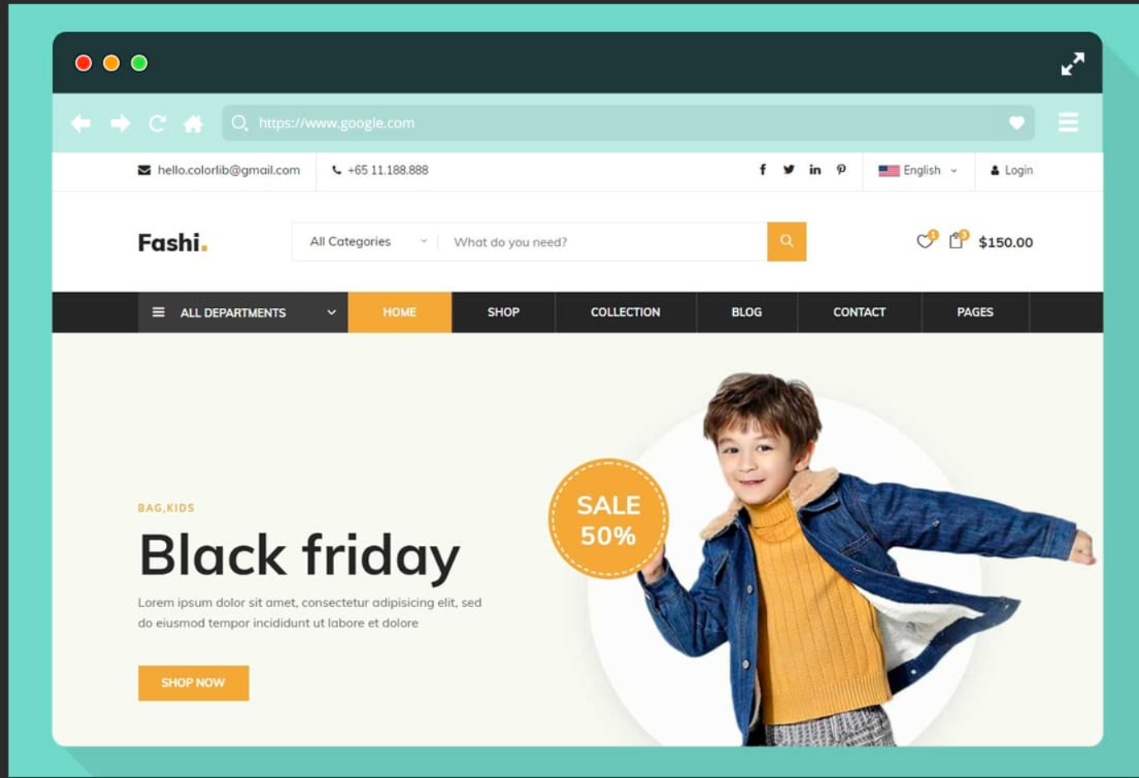 https://www.google.com
hello.colorlib@gmail.com
+65 11.188.888
f in
English
Login
Fashi.
All Categories
What do you need?
1
3
$150.00
ALL DEPARTMENTS
HOME
SHOP
COLLECTION
BLOG
CONTACT
PAGES
SALE
50%
BAG,KIDS
Black friday
Lorem ipsum dolor sit amet, consectetur adipisicing elit, sed
do eiusmod tempor incididunt ut labore et dolore
SHOP NOW